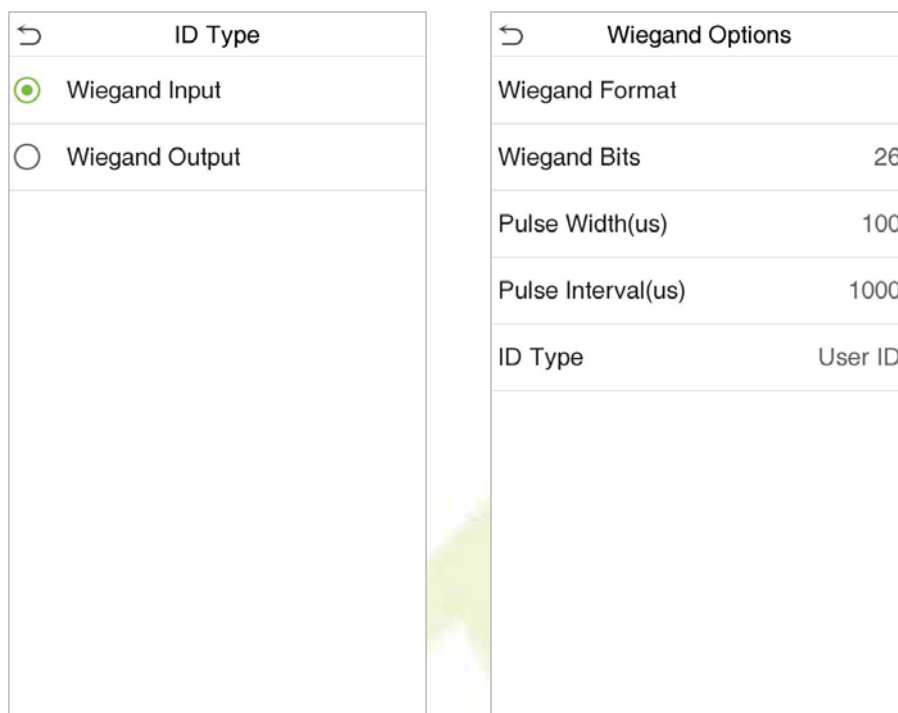 ID Type
Wiegand Input
Wiegand Output
Wiegand Options
Wiegand Format
Wiegand Bits 26
Pulse Width(us) 100
Pulse Interval(us) 1000
ID Type User ID